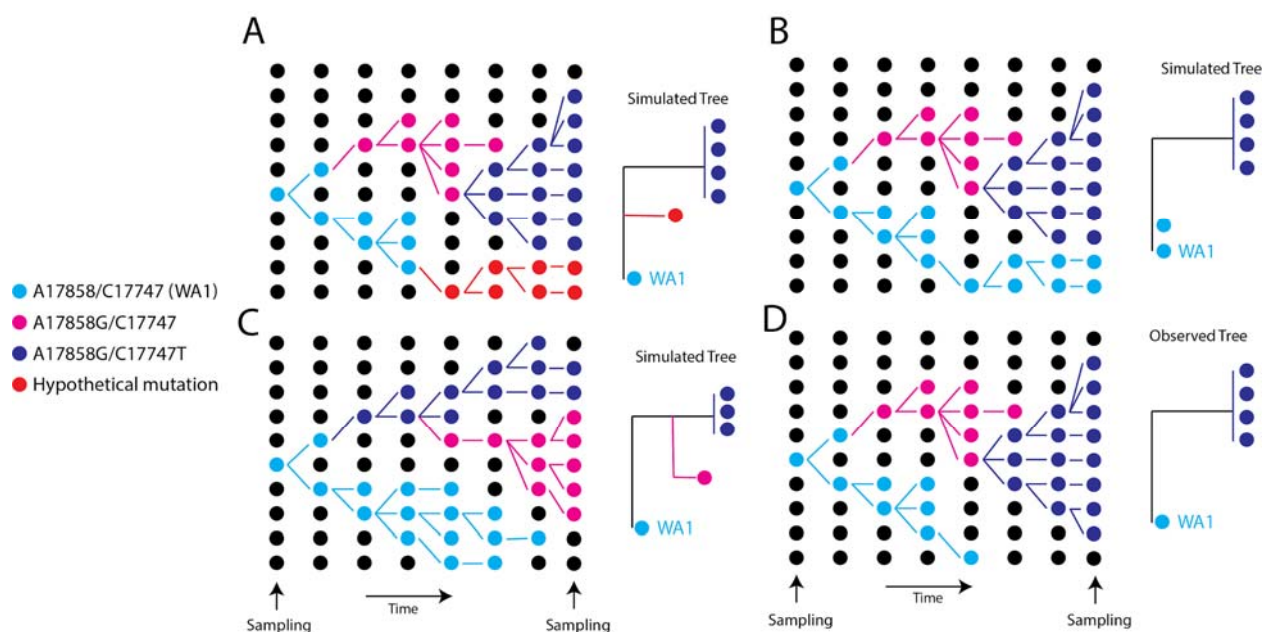 A
Simulated Tree
WA1
B
Simulated Tree
WA1
A17858/C17747 (WA1)
A17858G/C17747
A17858G/C17747T
Hypothetical mutation
C
Simulated Tree
WA1
D
Observed Tree
WA1
Time
Sampling
Sampling
Time
Sampling
Sampling